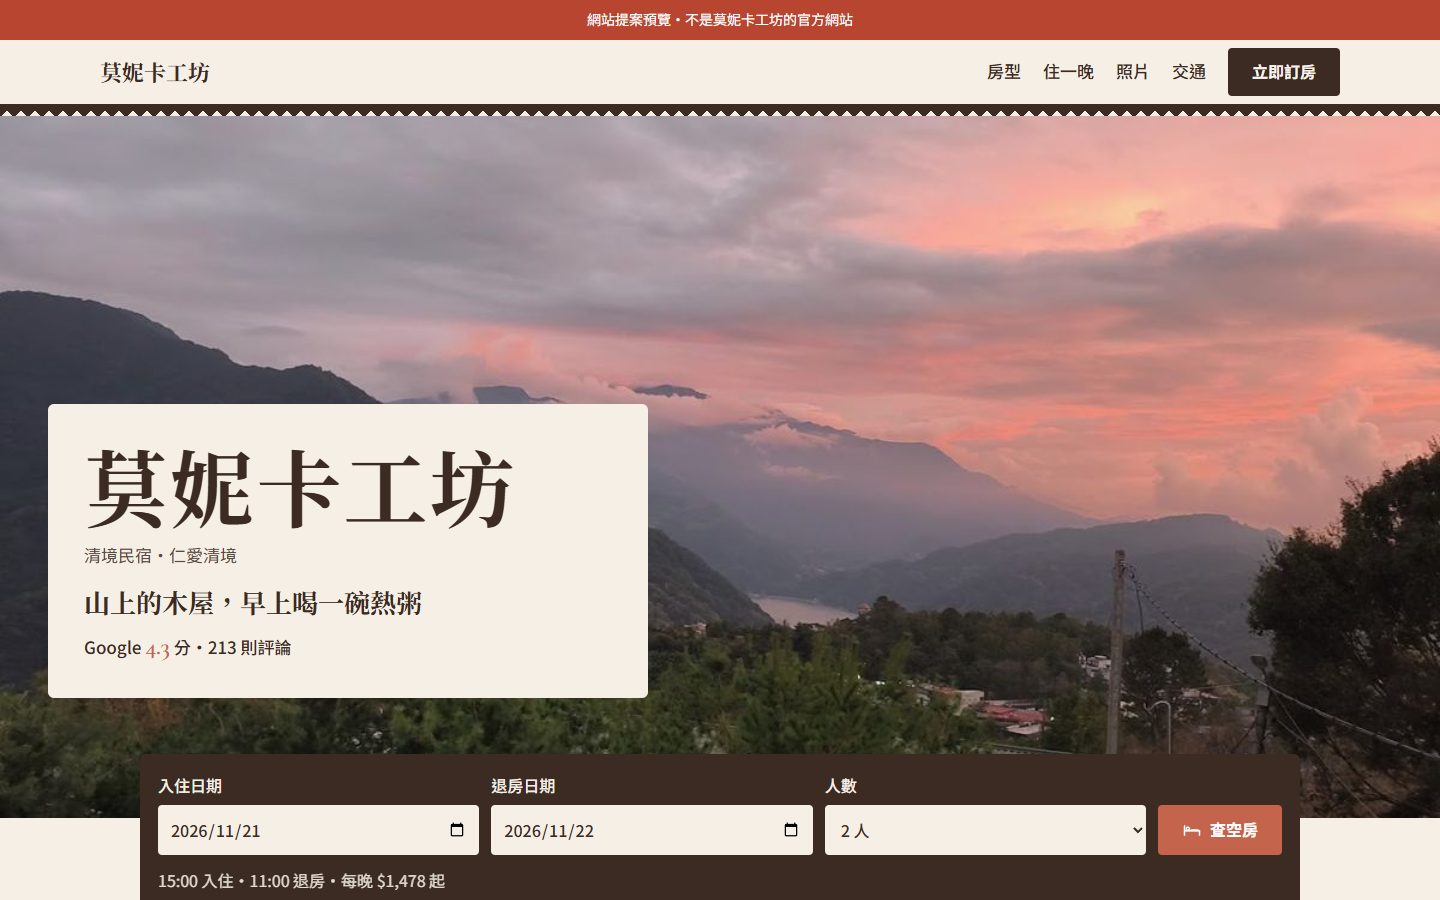 網站提案預覽・不是莫妮卡工坊的官方網站
莫妮卡工坊
房型 住一晚 照片 交通 立即訂房
莫妮卡工坊
清境民宿・仁愛清境
山上的木屋，早上喝一碗熱粥
Google 4.3 分・213 則評論
入住日期 退房日期 人數
2026/11/21 2026/11/22 2 人 查空房
15:00 入住・11:00 退房・每晚 $1,478 起